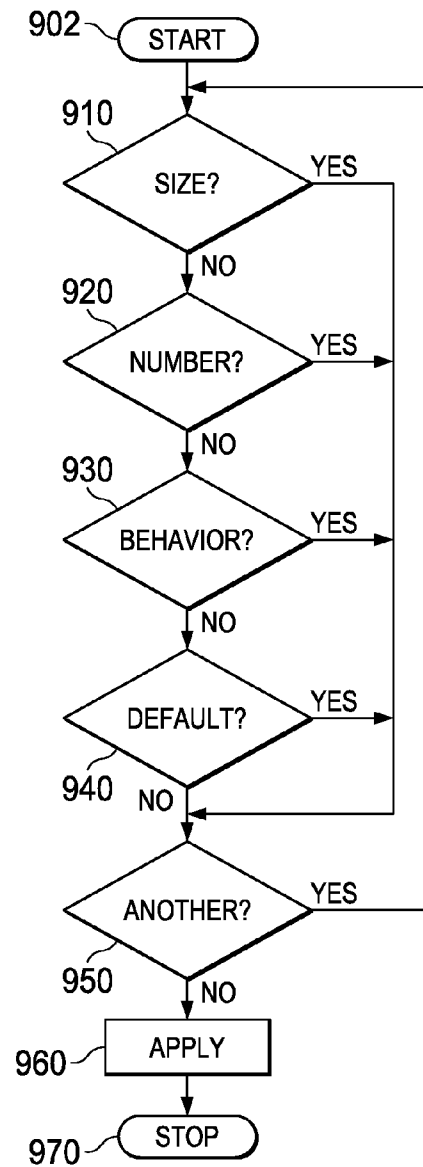 902
START
910
SIZE?
YES
NO
920
NUMBER?
YES
NO
930
BEHAVIOR?
YES
NO
DEFAULT?
YES
940
NO
ANOTHER?
YES
950
NO
960
APPLY
970
STOP